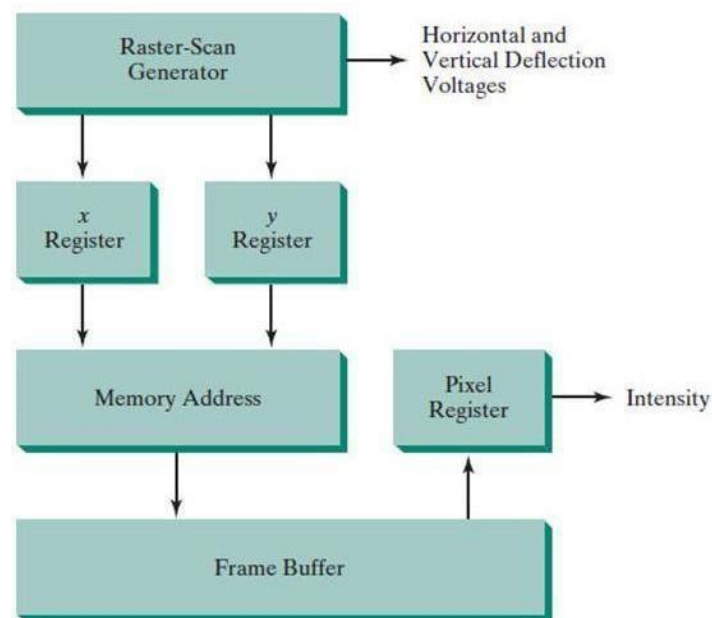 Raster-Scan
Generator
Horizontal and
Vertical Deflection
Voltages
x
Register
y
Register
Memory Address
Pixel
Register
Intensity
Frame Buffer